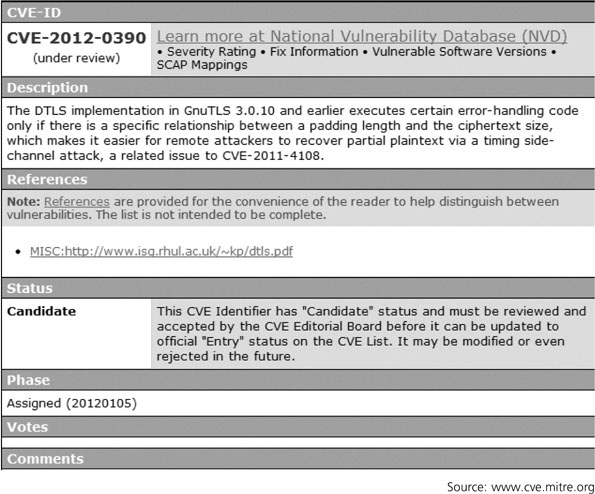 CVE-ID
CVE-2012-0390
(under review)
Learn more at National Vulnerability Database (NVD)
• Severity Rating • Fix Information • Vulnerable Software Versions •
SCAP Mappings
Description
The DTLS implementation in GnuTLS 3.0.10 and earlier executes certain error-handling code
only if there is a specific relationship between a padding length and the ciphertext size,
which makes it easier for remote attackers to recover partial plaintext via a timing side-
channel attack, a related issue to CVE-2011-4108.
References
Note: References are provided for the convenience of the reader to help distinguish between
vulnerabilities. The list is not intended to be complete.
• MISC:http://www.isg.rhul.ac.uk/~kp/dtls.pdf
Status
Candidate
This CVE Identifier has "Candidate" status and must be reviewed and
accepted by the CVE Editorial Board before it can be updated to
official "Entry" status on the CVE List. It may be modified or even
rejected in the future.
Phase
Assigned (20120105)
Votes
Comments
Source: www.cve.mitre.org